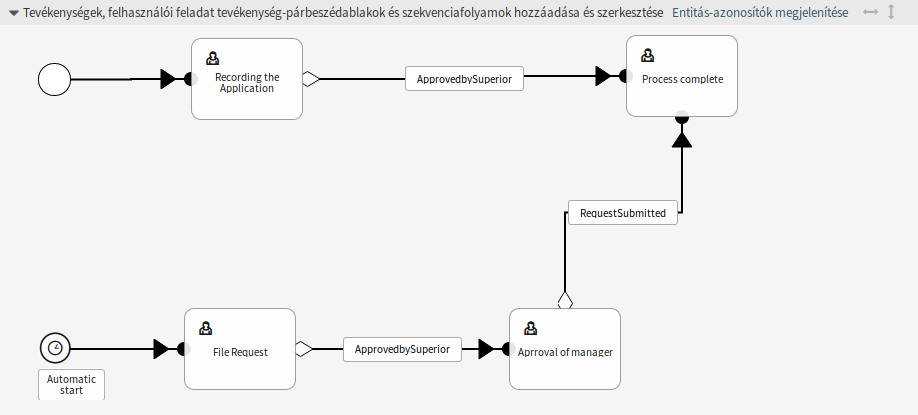 Tevékenységek, felhasználói feladat tevékenység-párbeszédablakok és szekvenciafolyamok hozzáadása és szerkesztése Entitás-azonosítók megjelenítése
Recording the
Application
ApprovedbySuperior
Process complete
RequestSubmitted
File Request
ApprovedbySuperior
Aprroval of manager
Automatic
start